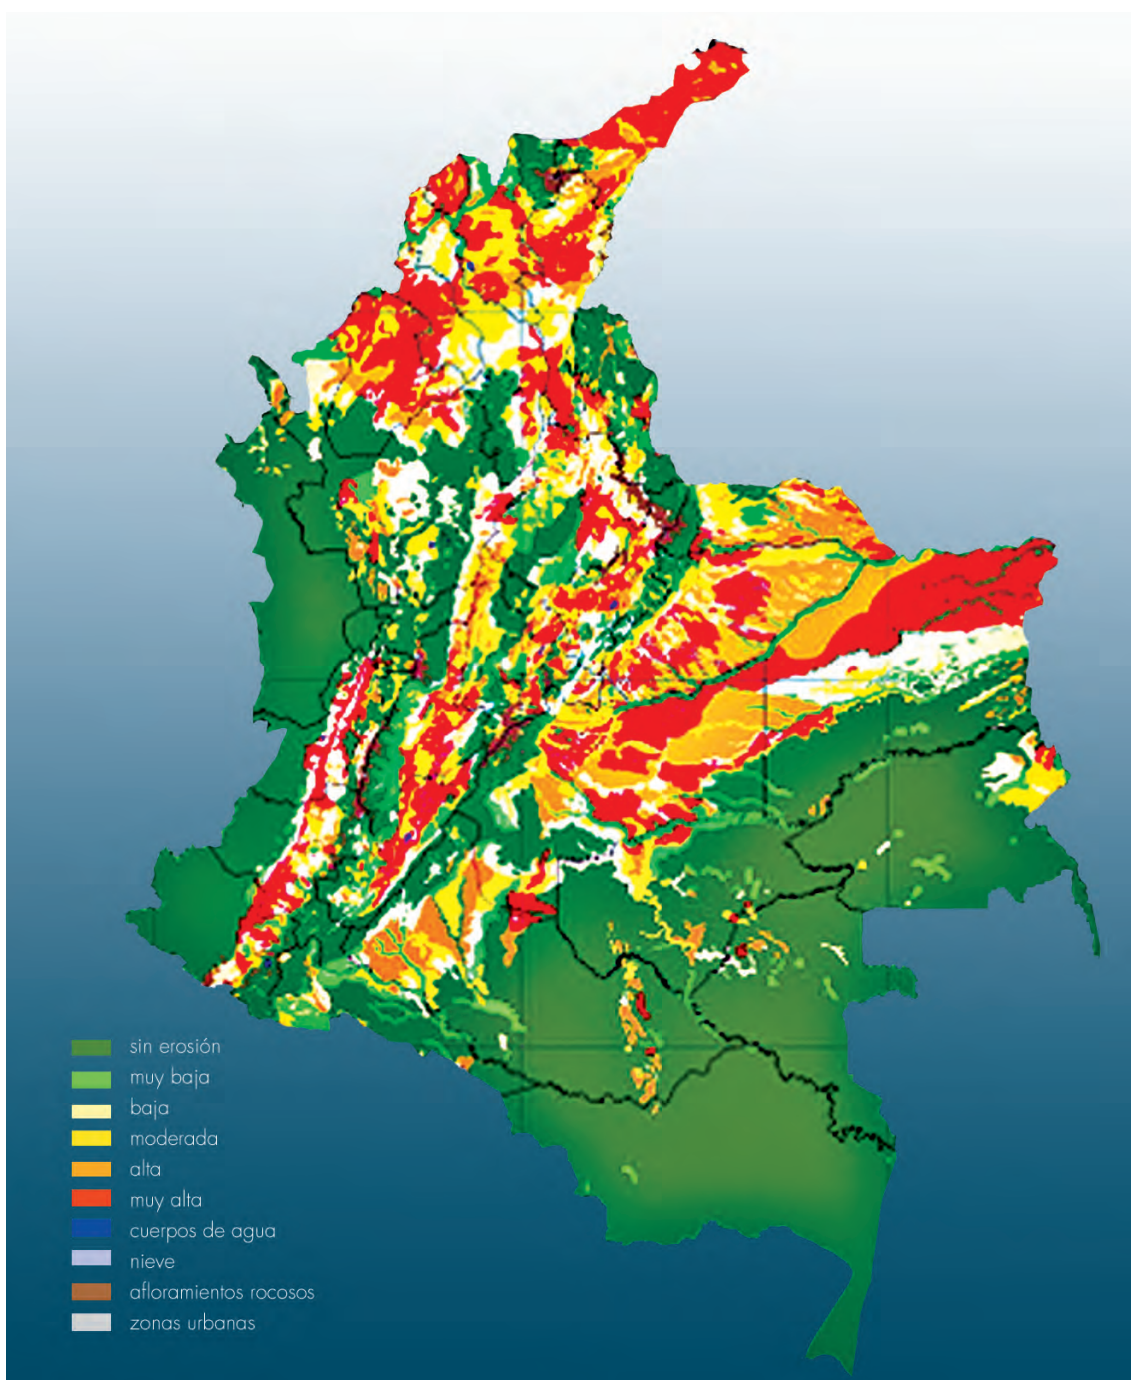 sin erosión
muy baja
baja
moderada
alta
muy alta
cuerpos de agua
nieve
afloramientos rocosos
zonas urbanas